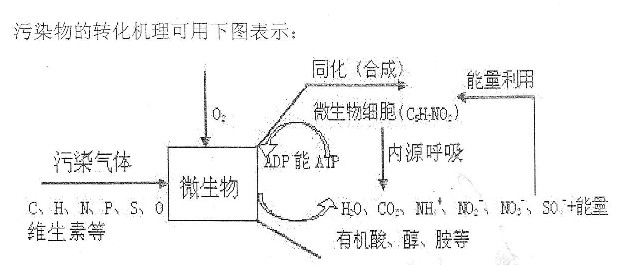 污染物的转化机理可用下图表示：
同化（合成）
能量利用
O₂
微生物细胞(C₅H₇NO₂)
污染气体
ADP 能 ATP
内源呼吸
微生物
C、H、N、P、S、O
H₂O、CO₂、NH₄⁺、NO₂⁻、NO₃⁻、SO₄⁻+能量
维生素等
有机酸、醇、胺等